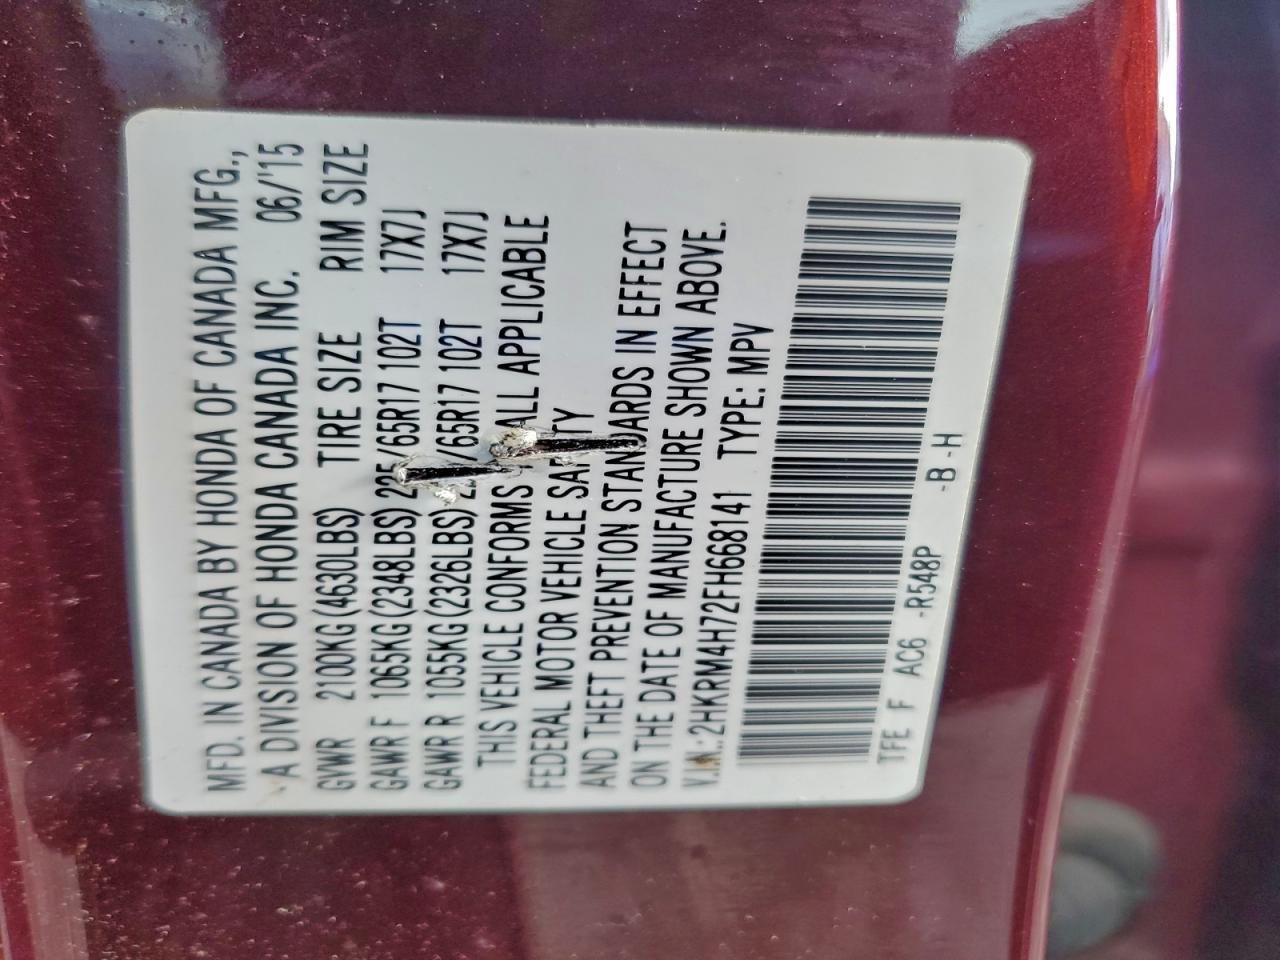 MFD. IN CANADA BY HONDA OF CANADA MFG.,
-A DIVISION OF HONDA CANADA INC. 06/'15
GVWR 2100KG(4630LBS) TIRE SIZE RIM SIZE
GAWR F 1065KG(2348LBS) 225/65R17 102T 17X7J
GAWR R 1055KG(2326LBS) /65R17 102T 17X7J
THIS VEHICLE CONFORMS ALL APPLICABLE
FEDERAL MOTOR VEHICLE SAFETY
AND THEFT PREVENTION STANDARDS IN EFFECT
ON THE DATE OF MANUFACTURE SHOWN ABOVE.
V.I.N.:2HKRM4H72FH668141 TYPE: MPV
TFE F AC6 -R548P -B -H